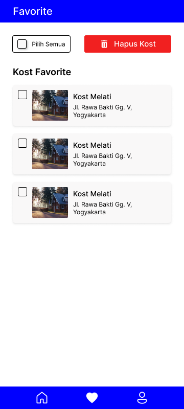 Favorite
Pilih Semua
Hapus Kost
Kost Favorite
Kost Melati
Jl. Rawa Bakti Gg. V,
Yogyakarta
Kost Melati
Jl. Rawa Bakti Gg. V,
Yogyakarta
Kost Melati
Jl. Rawa Bakti Gg. V,
Yogyakarta